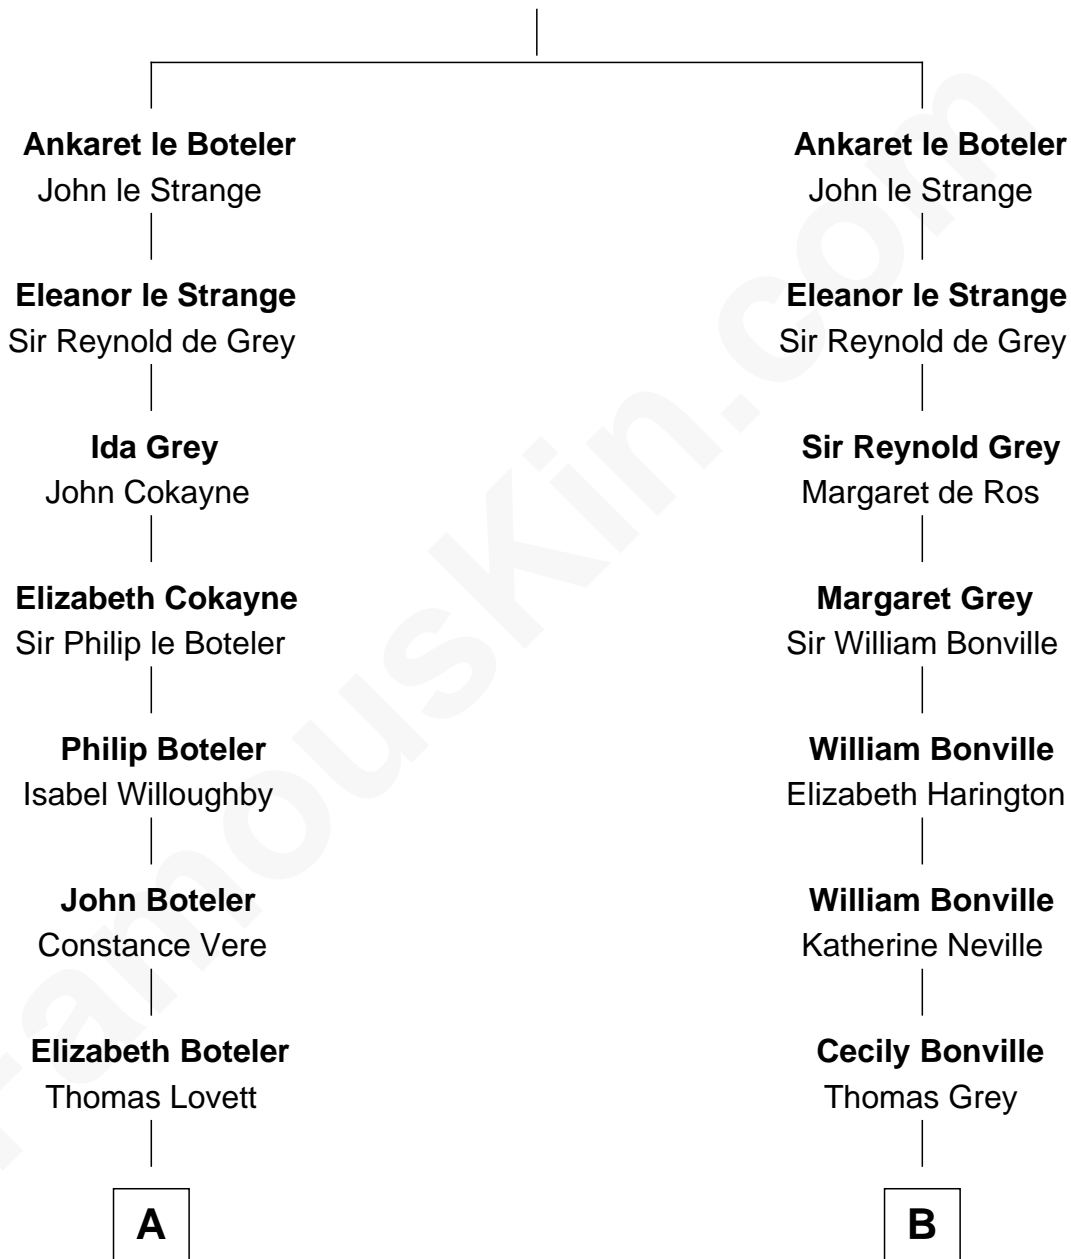 Ankaret le Boteler
John le Strange
Eleanor le Strange
Sir Reynold de Grey
Ida Grey
John Cokayne
Elizabeth Cokayne
Sir Philip le Boteler
Philip Boteler
Isabel Willoughby
John Boteler
Constance Vere
Elizabeth Boteler
Thomas Lovett
A
Ankaret le Boteler
John le Strange
Eleanor le Strange
Sir Reynold de Grey
Sir Reynold Grey
Margaret de Ros
Margaret Grey
Sir William Bonville
William Bonville
Elizabeth Harington
William Bonville
Katherine Neville
Cecily Bonville
Thomas Grey
B
FamousKin.com